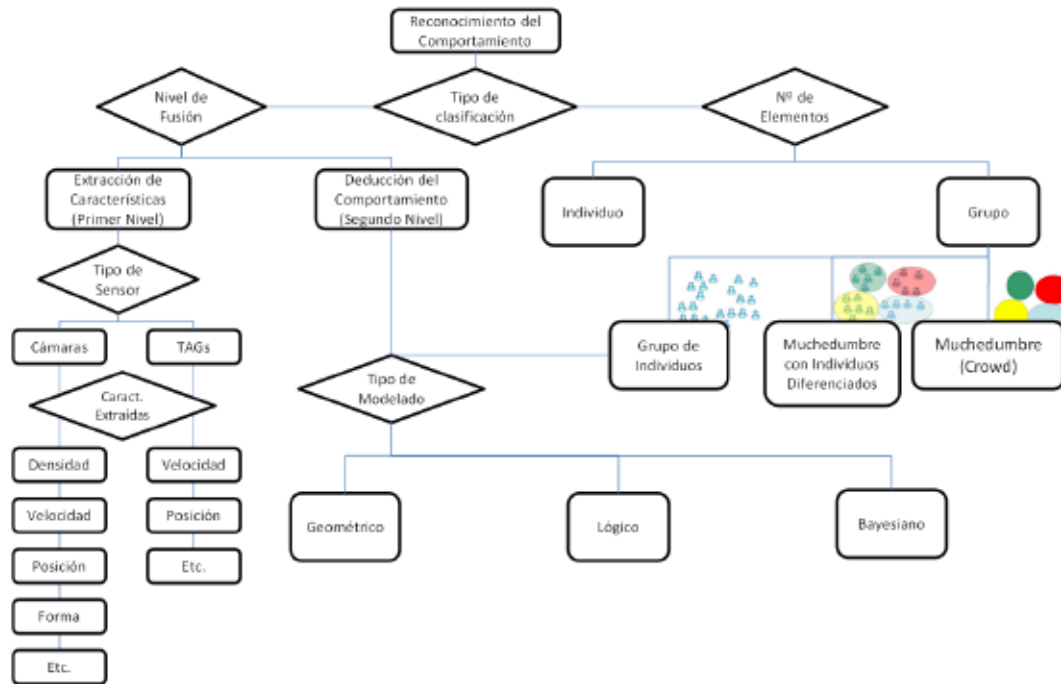 Reconocimiento del
Comportamiento
Nivel de
Fusión
Tipo de
clasificación
Nº de
Elementos
Extracción de
Características
(Primer Nivel)
Deducción del
Comportamiento
(Segundo Nivel)
Individuo
Grupo
Tipo de
Sensor
Cámaras
TAGs
Grupo de
Individuos
Muchedumbre
con Individuos
Diferenciados
Muchedumbre
(Crowd)
Tipo de
Modelado
Caract.
Extraídas
Densidad
Velocidad
Velocidad
Posición
Posición
Etc.
Forma
Etc.
Geométrico
Lógico
Bayesiano